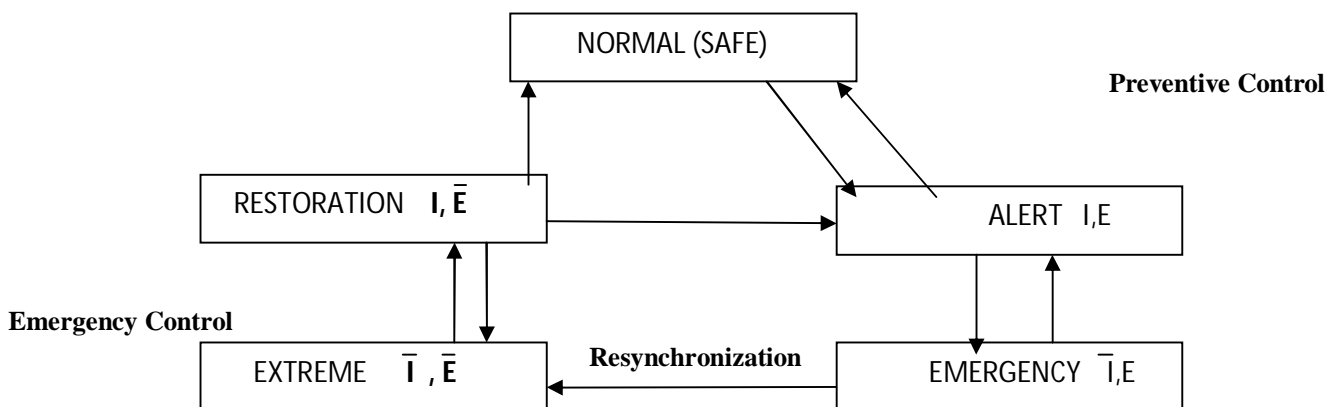 NORMAL (SAFE)
Preventive Control
RESTORATION I, E̅
ALERT I,E
Emergency Control
EXTREME I̅ , E̅
Resynchronization
EMERGENCY I̅,E